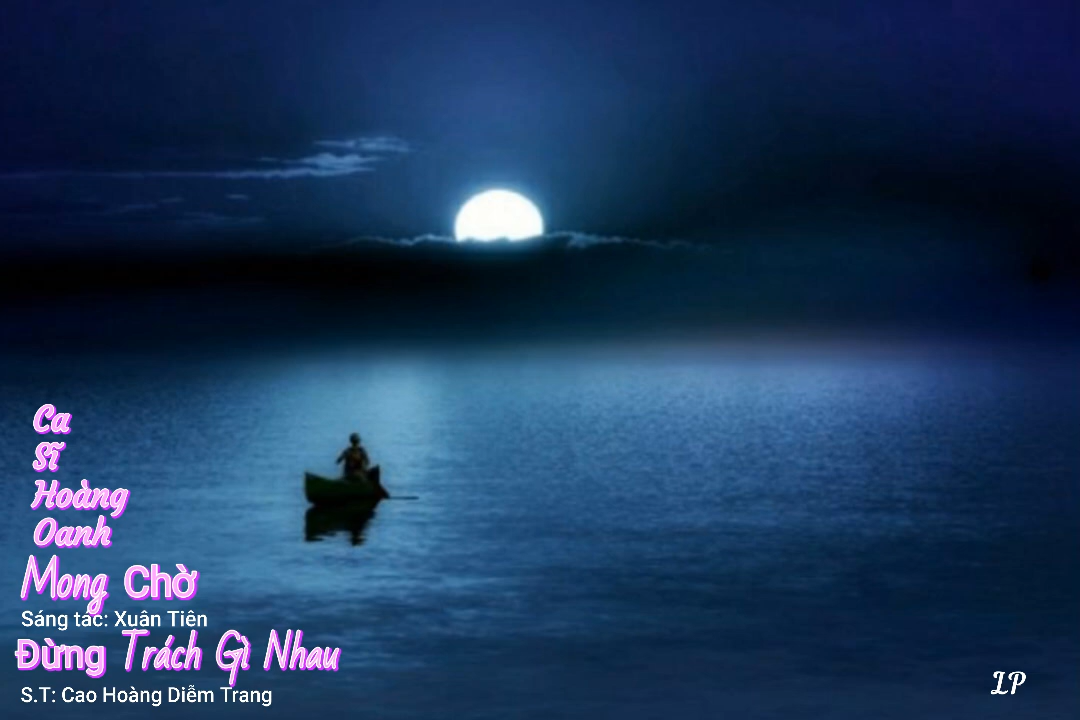 Ca
Sĩ
Hoàng
Oanh
Mong Chờ
Sáng tác: Xuân Tiên
Đừng Trách Gì Nhau
S.T: Cao Hoàng Diễm Trang
LP